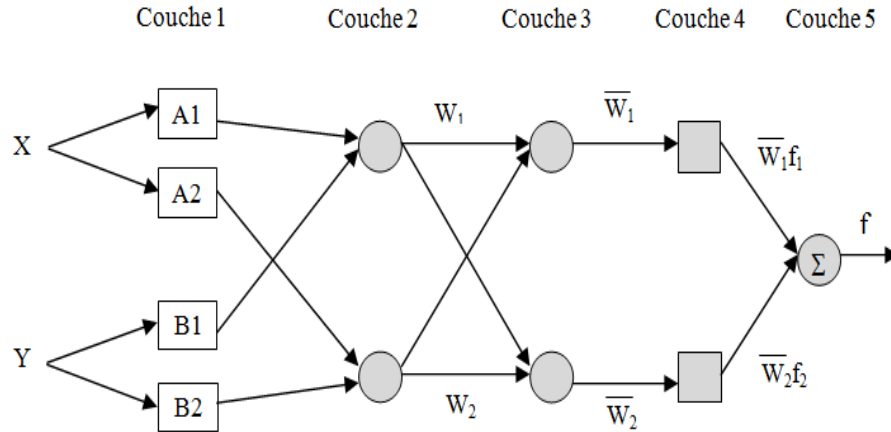 Couche 1 Couche 2 Couche 3 Couche 4 Couche 5
A1
W₁
W̅₁
X
W̅₁f₁
A2
f
Σ
B1
Y
W̅₂f₂
B2
W₂
W̅₂